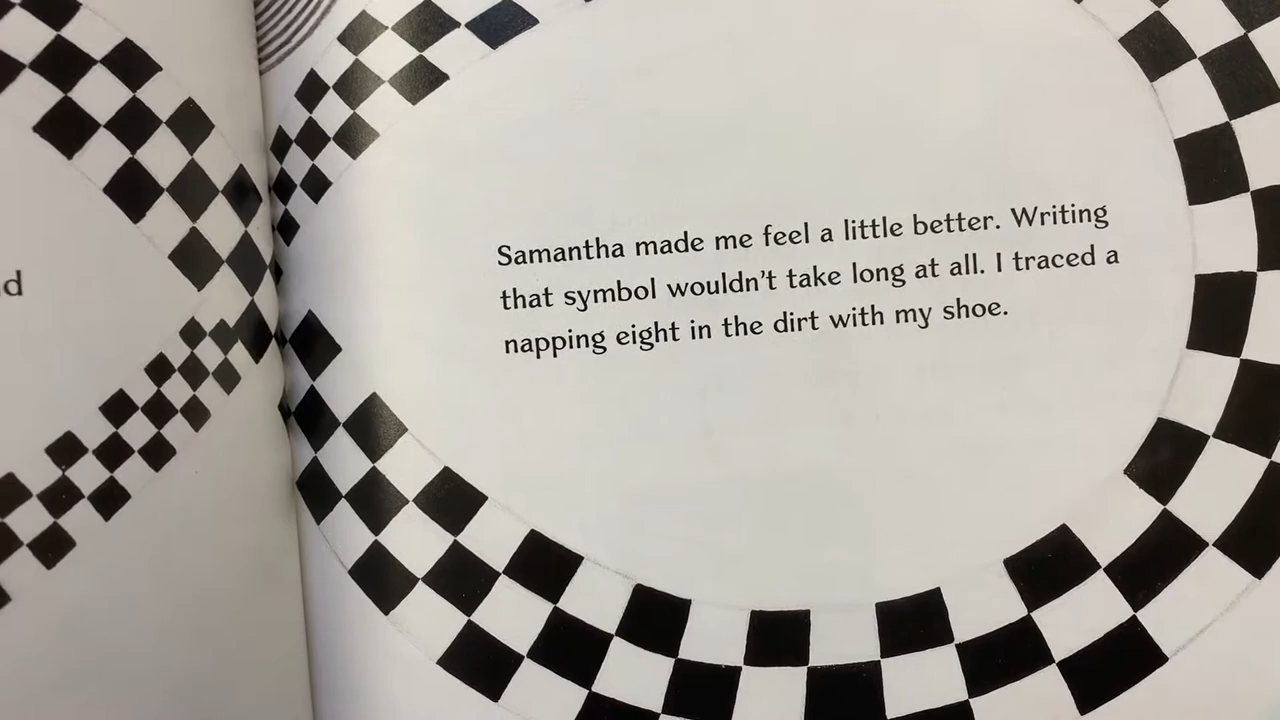 Samantha made me feel a little better. Writing
that symbol wouldn't take long at all. I traced a
napping eight in the dirt with my shoe.